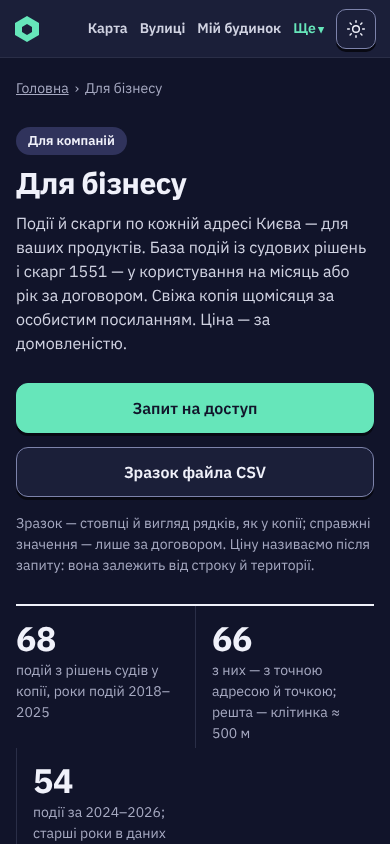 Карта Вулиці Мій будинок Ще ▾
Головна › Для бізнесу
Для компаній
Для бізнесу
Події й скарги по кожній адресі Києва — для
ваших продуктів. База подій із судових рішень
і скарг 1551 — у користування на місяць або
рік за договором. Свіжа копія щомісяця за
особистим посиланням. Ціна — за
домовленістю.
Запит на доступ
Зразок файла CSV
Зразок — стовпці й вигляд рядків, як у копії; справжні
значення — лише за договором. Ціну називаємо після
запиту: вона залежить від строку й території.
68
подій з рішень судів у
копії, роки подій 2018–
2025
66
з них — з точною
адресою й точкою;
решта — клітинка ≈
500 м
54
події за 2024–2026;
старші роки в даних